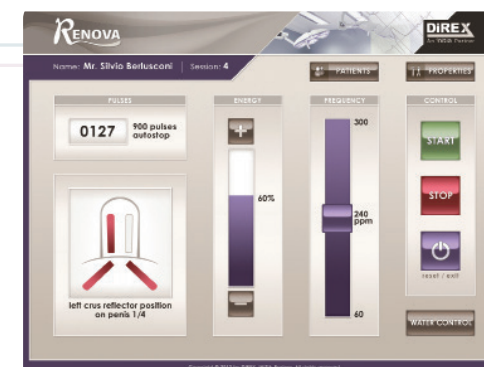 RENOVA
DiREX
Name: Mr. Silvio Berlusconi
Session: 4
PATIENTS
PROPERTIES
PULSES
ENERGY
FREQUENCY
CONTROL
0127
900 pulses
autostop
300
START
60%
STOP
240
ppm
reset / exit
left crus reflector position
on penis 1/4
60
WATER CONTROL